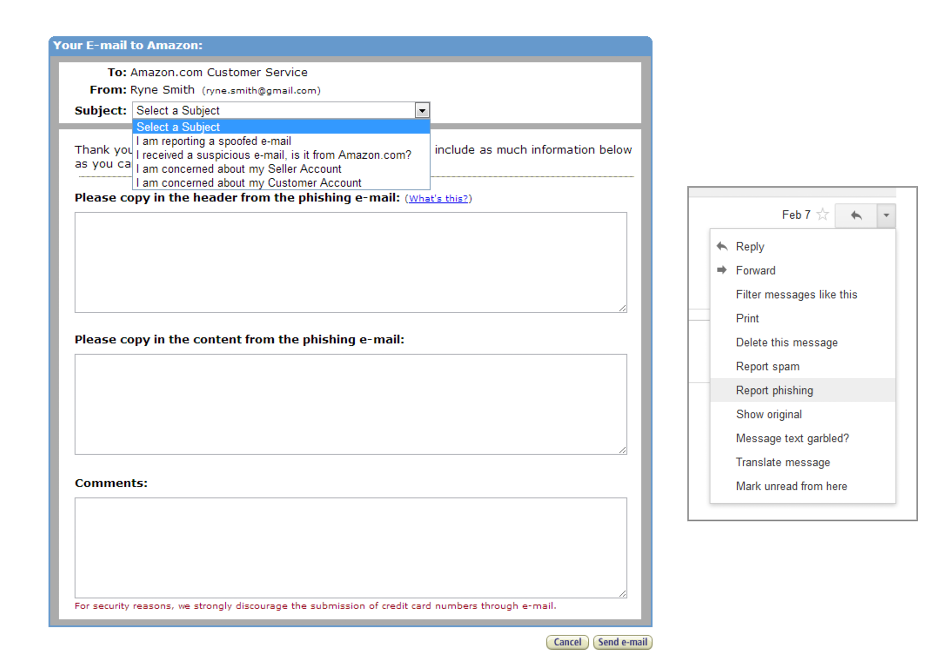 Your E-mail to Amazon:
To: Amazon.com Customer Service
From: Ryne Smith (ryne.smith@gmail.com)
Subject: Select a Subject
Select a Subject
I am reporting a spoofed e-mail
I received a suspicious e-mail, is it from Amazon.com?
I am concerned about my Seller Account
I am concerned about my Customer Account
Thank you include as much information below
as you ca
Please copy in the header from the phishing e-mail: (What's this?)
Please copy in the content from the phishing e-mail:
Comments:
For security reasons, we strongly discourage the submission of credit card numbers through e-mail.
Cancel Send e-mail
Feb 7
Reply
Forward
Filter messages like this
Print
Delete this message
Report spam
Report phishing
Show original
Message text garbled?
Translate message
Mark unread from here